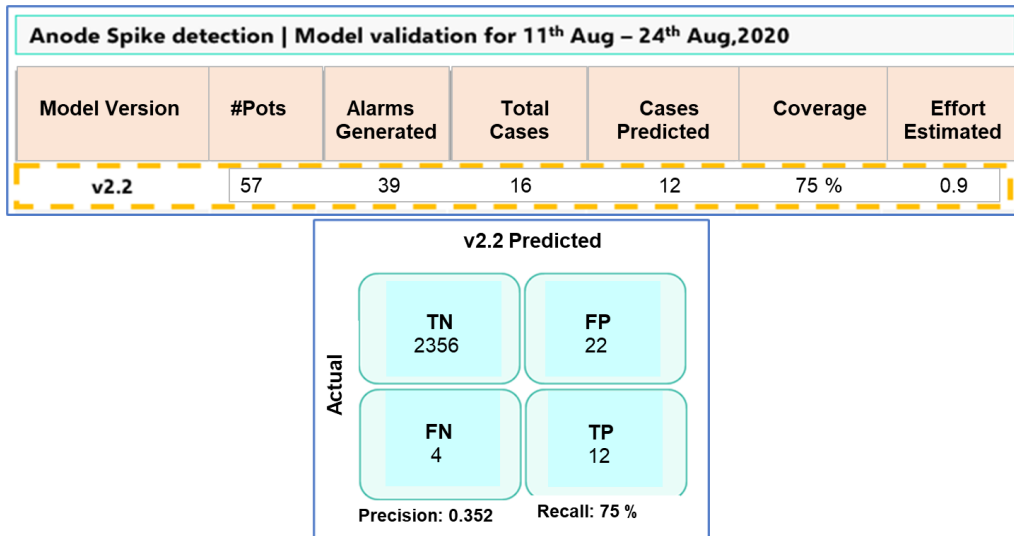 Anode Spike detection | Model validation for 11th Aug – 24th Aug,2020
Model Version #Pots Alarms Generated Total Cases Cases Predicted Coverage Effort Estimated
v2.2 57 39 16 12 75 % 0.9
v2.2 Predicted
Actual
TN FP
2356 22
FN TP
4 12
Precision: 0.352 Recall: 75 %